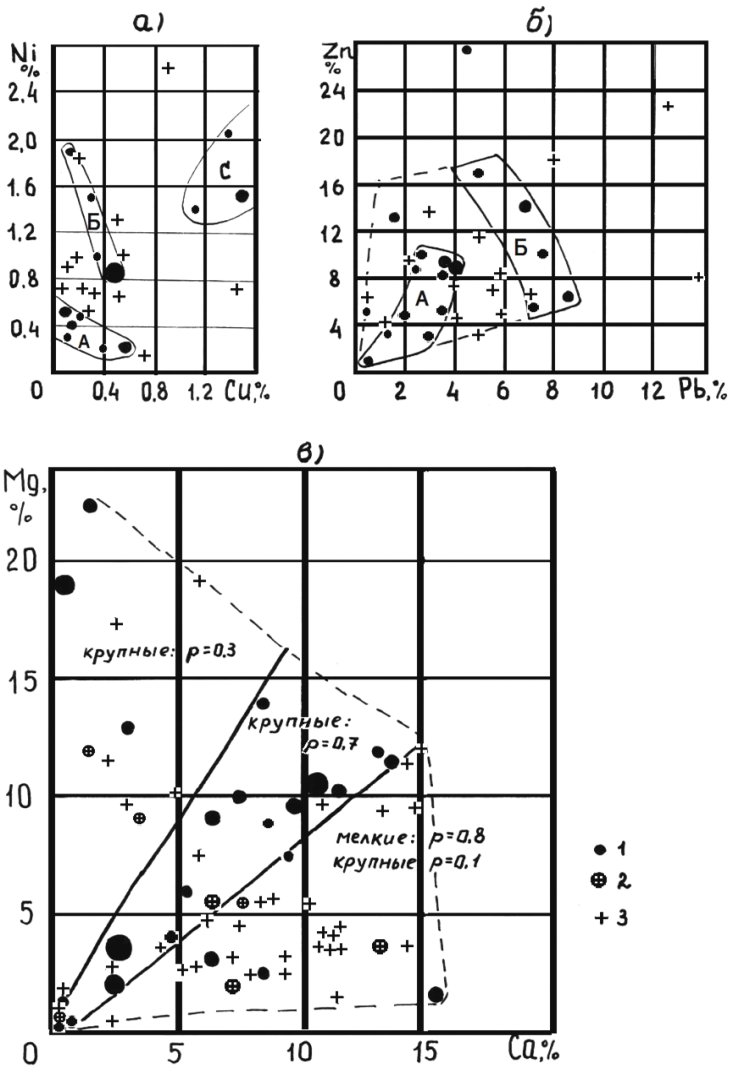 а)
Ni
%
2,4
2,0
1.6
1.2
0.8
0.4
0
0.4 0.8 1.2 Cu,%
С
Б
А
б)
Zn
%
24
20
16
12
8
4
0
2 4 6 8 10 12 Pb,%
А
Б
в)
Mg,
%
20
15
10
5
0
5 10 15 Ca,%
крупные: p=0.3
крупные:
p=0,7
мелкие: p=0.8
крупные p=0.1
1
2
3